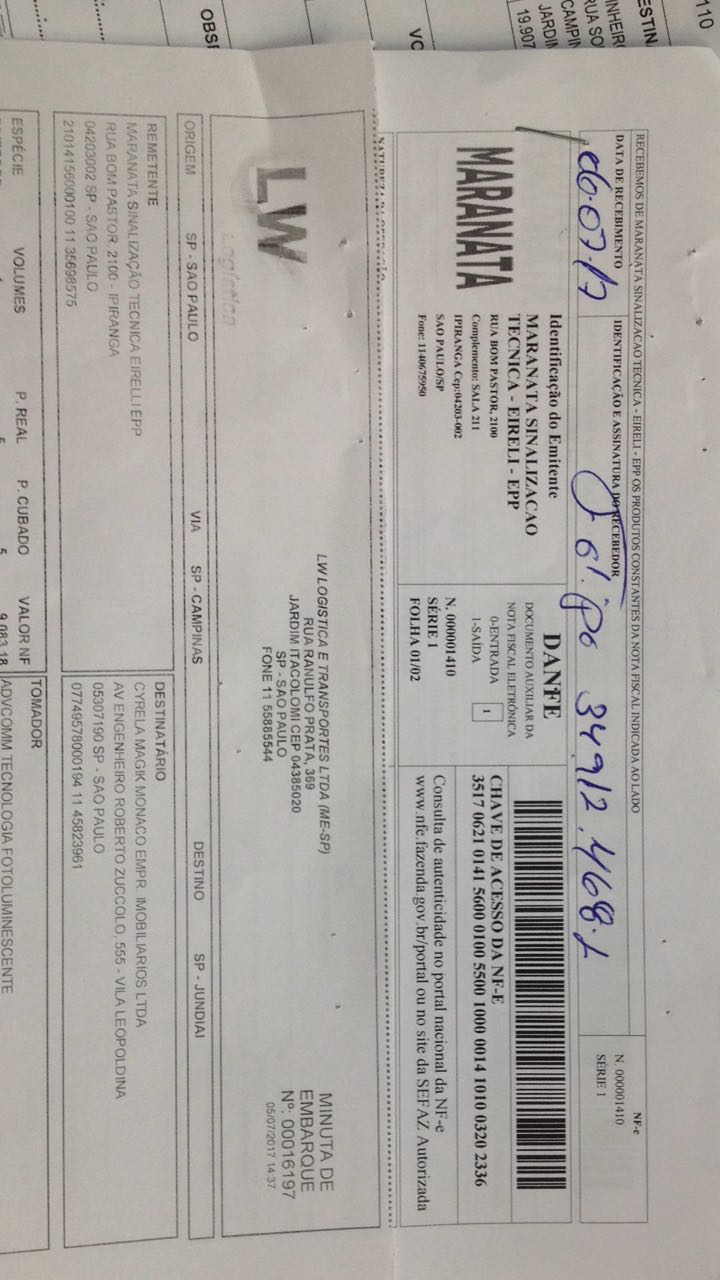 RECEBEMOS DE MARANATA SINALIZACAO TECNICA - EIRELI - EPP OS PRODUTOS CONSTANTES DA NOTA FISCAL INDICADA AO LADO
DATA DE RECEBIMENTO
IDENTIFICAÇÃO E ASSINATURA DO RECEBEDOR
06.07.17
34912.468.1
NF-e
N. 000001410
SÉRIE 1
MARANATA
Identificação do Emitente
MARANATA SINALIZACAO
TECNICA - EIRELI - EPP
RUA BOM PASTOR, 2100
Complemento: SALA 211
IPIRANGA Cep:04203-002
SAO PAULO/SP
Fone: 1140675950
DANFE
DOCUMENTO AUXILIAR DA
NOTA FISCAL ELETRÔNICA
0-ENTRADA
1-SAÍDA
1
N. 000001410
SÉRIE 1
FOLHA 01/02
CHAVE DE ACESSO DA NF-E
3517 0621 0141 5600 0100 5500 1000 0014 1010 0320 2336
Consulta de autenticidade no portal nacional da NF-e
www.nfe.fazenda.gov.br/portal ou no site da SEFAZ Autorizada
NATUREZA DA OPERAÇÃO
LW
Logística
LW LOGISTICA E TRANSPORTES LTDA (ME-SP)
RUA RANULFO PRATA, 369
JARDIM ITACOLOMI CEP 04385020
SP - SAO PAULO
FONE 11 55885544
MINUTA DE
EMBARQUE
Nº: 00016197
05/07/2017 14:37
ORIGEM
SP - SAO PAULO
VIA
SP - CAMPINAS
DESTINO
SP - JUNDIAI
REMETENTE
MARANATA SINALIZAÇÃO TECNICA EIRELLI EPP
RUA BOM PASTOR, 2100 - IPIRANGA
04203002 SP - SAO PAULO
21014156000100 11 35698575
DESTINATÁRIO
CYRELA MAGIK MONACO EMPR. IMOBILIARIOS LTDA
AV ENGENHEIRO ROBERTO ZUCCOLO, 555 - VILA LEOPOLDINA
05307190 SP - SAO PAULO
07749578000194 11 45823961
ESPÉCIE
VOLUMES
P. REAL
P. CUBADO
VALOR NF
5
9.083,18
TOMADOR
ADVCOMM TECNOLOGIA FOTOLUMINESCENTE
110
ESTIN
NHEIR
RUA SO
CAMPIN
JARDI
19.907
VO
OBS